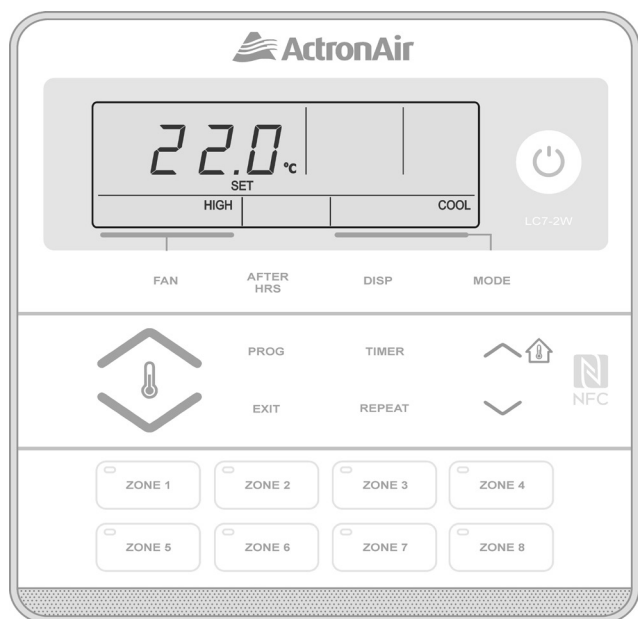 ActronAir
22.0 °C
SET
HIGH COOL
LC7-2W
FAN AFTER HRS DISP MODE
PROG TIMER
EXIT REPEAT
NFC
ZONE 1 ZONE 2 ZONE 3 ZONE 4
ZONE 5 ZONE 6 ZONE 7 ZONE 8